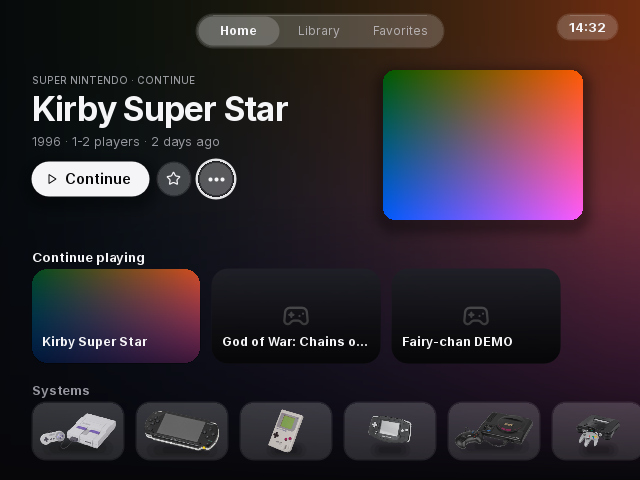 Home
Library
Favorites
14:32
SUPER NINTENDO · CONTINUE
Kirby Super Star
1996 · 1-2 players · 2 days ago
Continue
Continue playing
Kirby Super Star
God of War: Chains o...
Fairy-chan DEMO
Systems